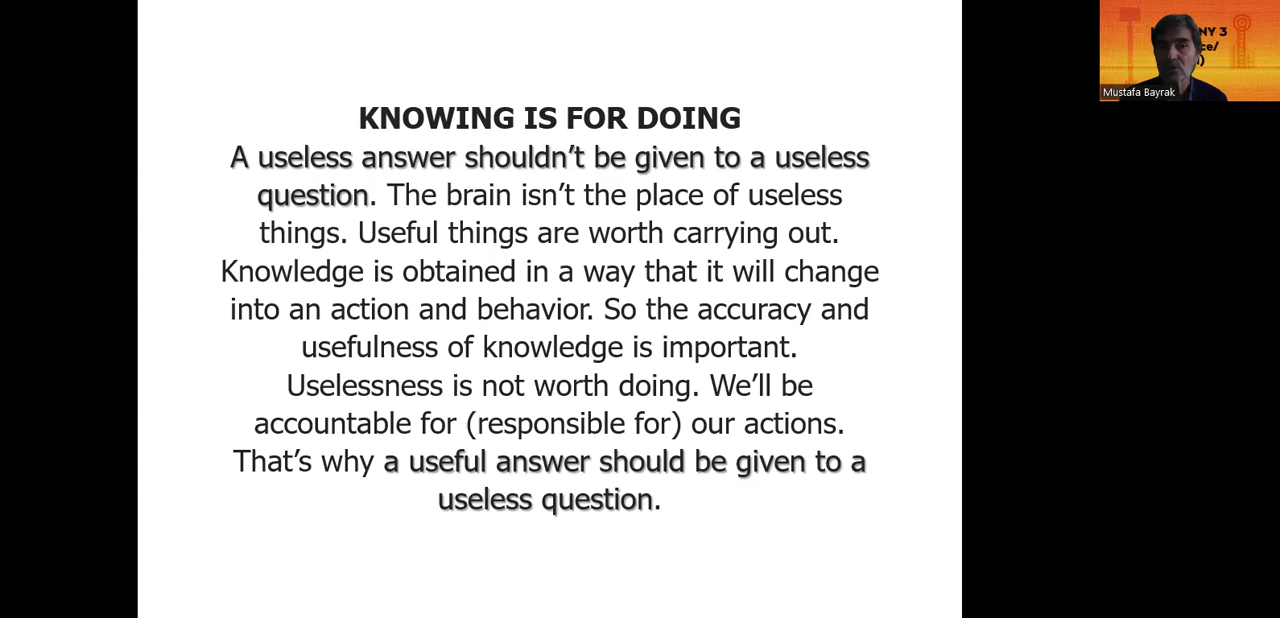 KNOWING IS FOR DOING
A useless answer shouldn’t be given to a useless
question. The brain isn’t the place of useless
things. Useful things are worth carrying out.
Knowledge is obtained in a way that it will change
into an action and behavior. So the accuracy and
usefulness of knowledge is important.
Uselessness is not worth doing. We’ll be
accountable for (responsible for) our actions.
That’s why a useful answer should be given to a
useless question.
NY 3
Mustafa Bayrak